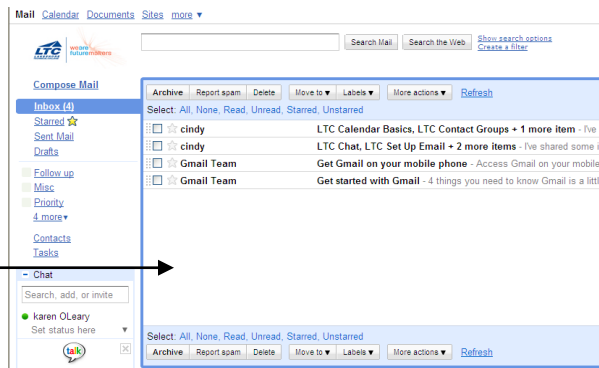 Mail Calendar Documents Sites more ▼
LTC we are futuremakers
Search Mail Search the Web Show search options
Create a filter
Compose Mail
Inbox (4)
Starred
Sent Mail
Drafts
Follow up
Misc
Priority
4 more ▾
Contacts
Tasks
− Chat
Search, add, or invite
karen OLeary
Set status here ▼
talk
Archive Report spam Delete Move to ▼ Labels ▼ More actions ▼ Refresh
Select: All, None, Read, Unread, Starred, Unstarred
cindy LTC Calendar Basics, LTC Contact Groups + 1 more item - I've
cindy LTC Chat, LTC Set Up Email + 2 more items - I've shared some i
Gmail Team Get Gmail on your mobile phone - Access Gmail on your mobile
Gmail Team Get started with Gmail - 4 things you need to know Gmail is a littl
Select: All, None, Read, Unread, Starred, Unstarred
Archive Report spam Delete Move to ▼ Labels ▼ More actions ▼ Refresh